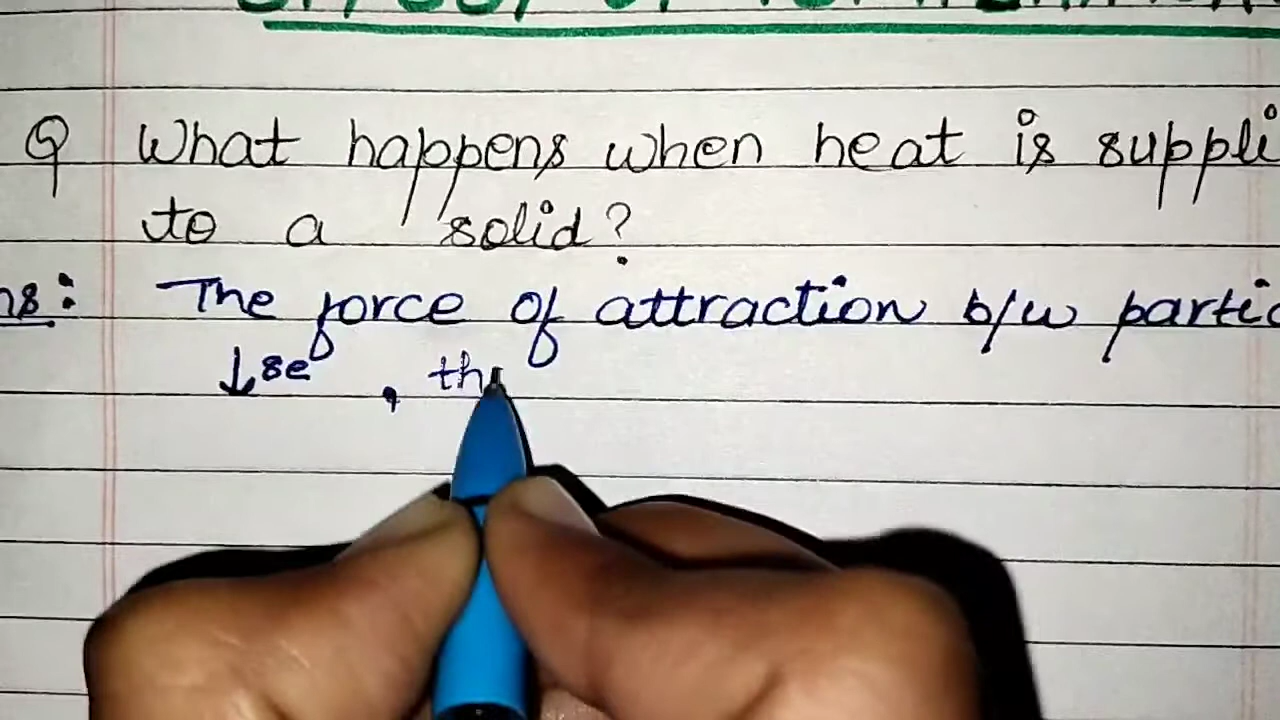 Q What happens when heat is suppli
to a solid?
ns: The force of attraction b/w partic
↓se , th